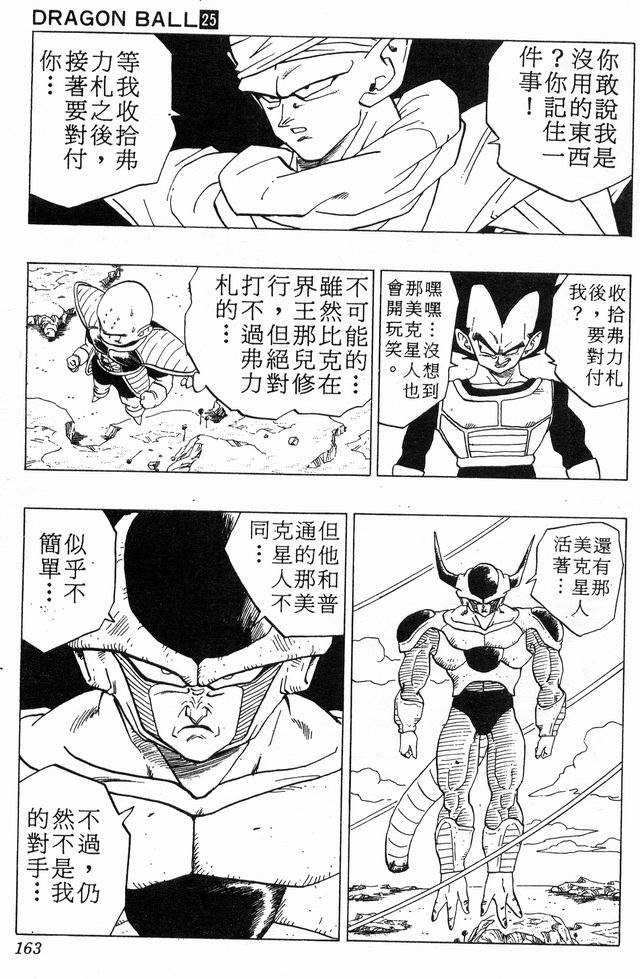 DRAGON BALL 25
你敢說我是
沒用的東西
？你記住一
件事！
等我收拾弗
力札之後，
接著要對付
你…
收拾弗力札
後，要對付
我？
嘿嘿…沒想到
那美克星人也
會開玩笑。
不可能的…
雖然比克在
界王那兒修
行，但絕對
打不過弗力
札的…
還有那
美克星人
活著…
但他和普
通的那美
克星人不
同…
似乎不
簡單…
不過，仍
然不是我
的對手…
163